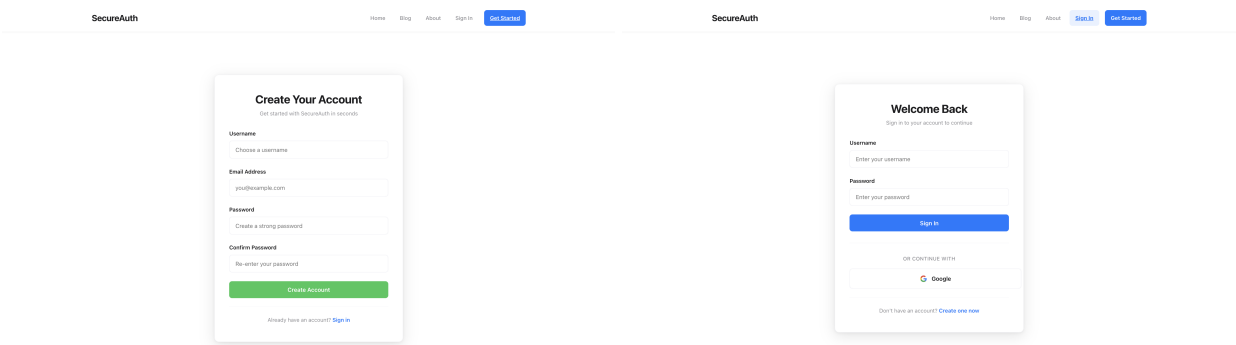 SecureAuth
Home Blog About Sign in Get Started
Create Your Account
Get started with SecureAuth in seconds
Username
Choose a username
Email Address
you@example.com
Password
Create a strong password
Confirm Password
Re-enter your password
Create Account
Already have an account? Sign in
SecureAuth
Home Blog About Sign In Get Started
Welcome Back
Sign in to your account to continue
Username
Enter your username
Password
Enter your password
Sign In
OR CONTINUE WITH
Google
Don't have an account? Create one now